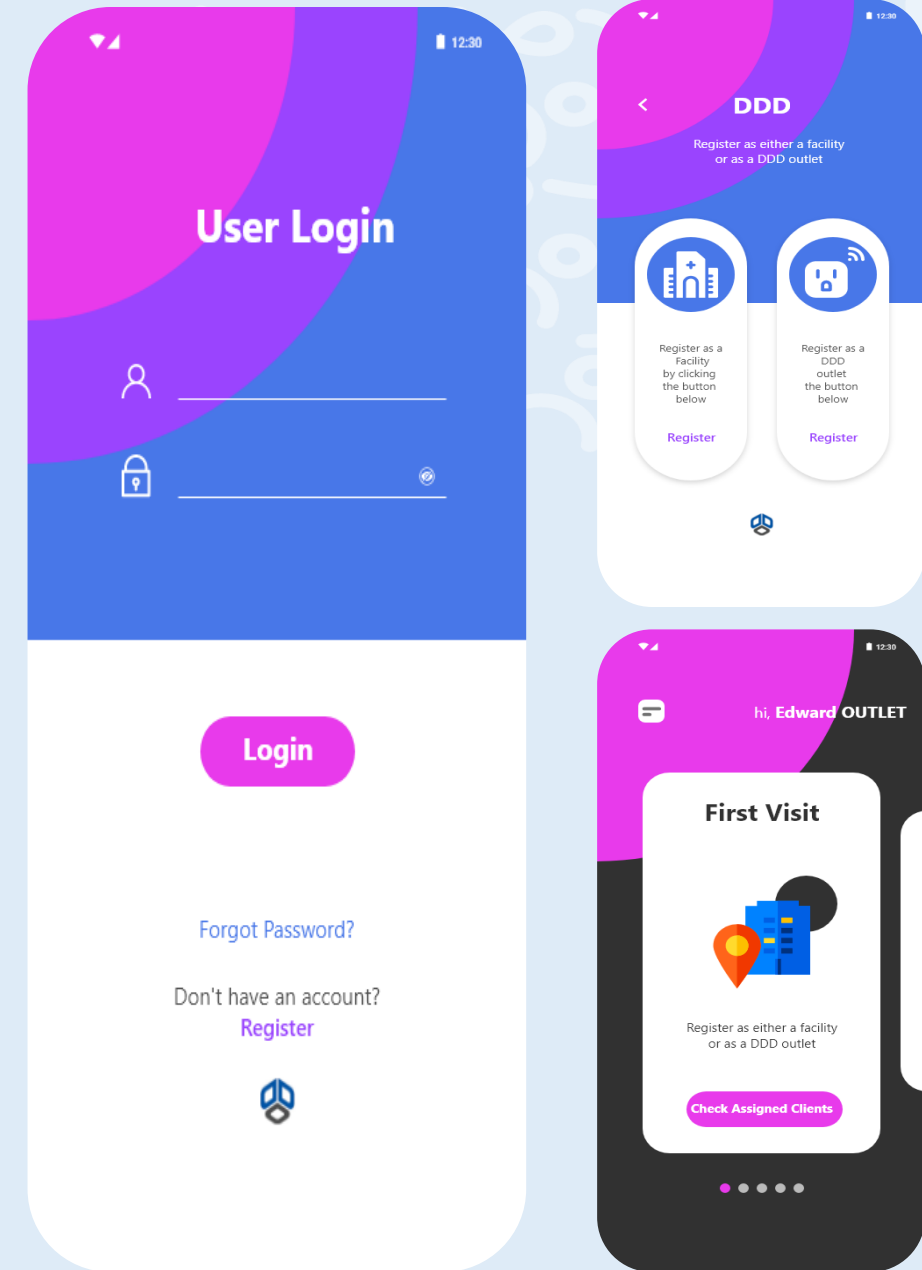 12:30
User Login
Login
Forgot Password?
Don't have an account?
Register
12:30
DDD
Register as either a facility
or as a DDD outlet
Register as a
Facility
by clicking
the button
below
Register
Register as a
DDD
outlet
the button
below
Register
12:30
hi, Edward OUTLET
First Visit
Register as either a facility
or as a DDD outlet
Check Assigned Clients